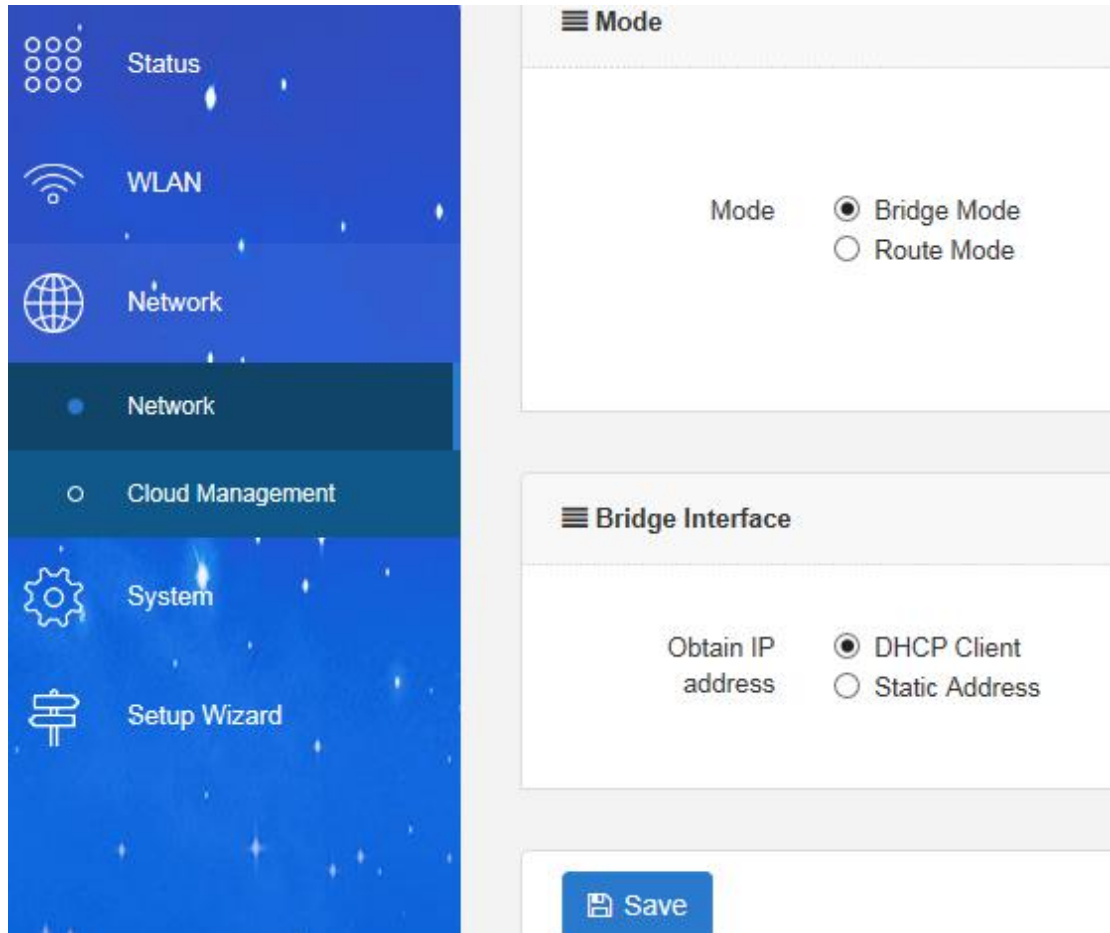 Status
WLAN
Network
Network
Cloud Management
System
Setup Wizard
Mode
Mode
Bridge Mode
Route Mode
Bridge Interface
Obtain IP
address
DHCP Client
Static Address
Save